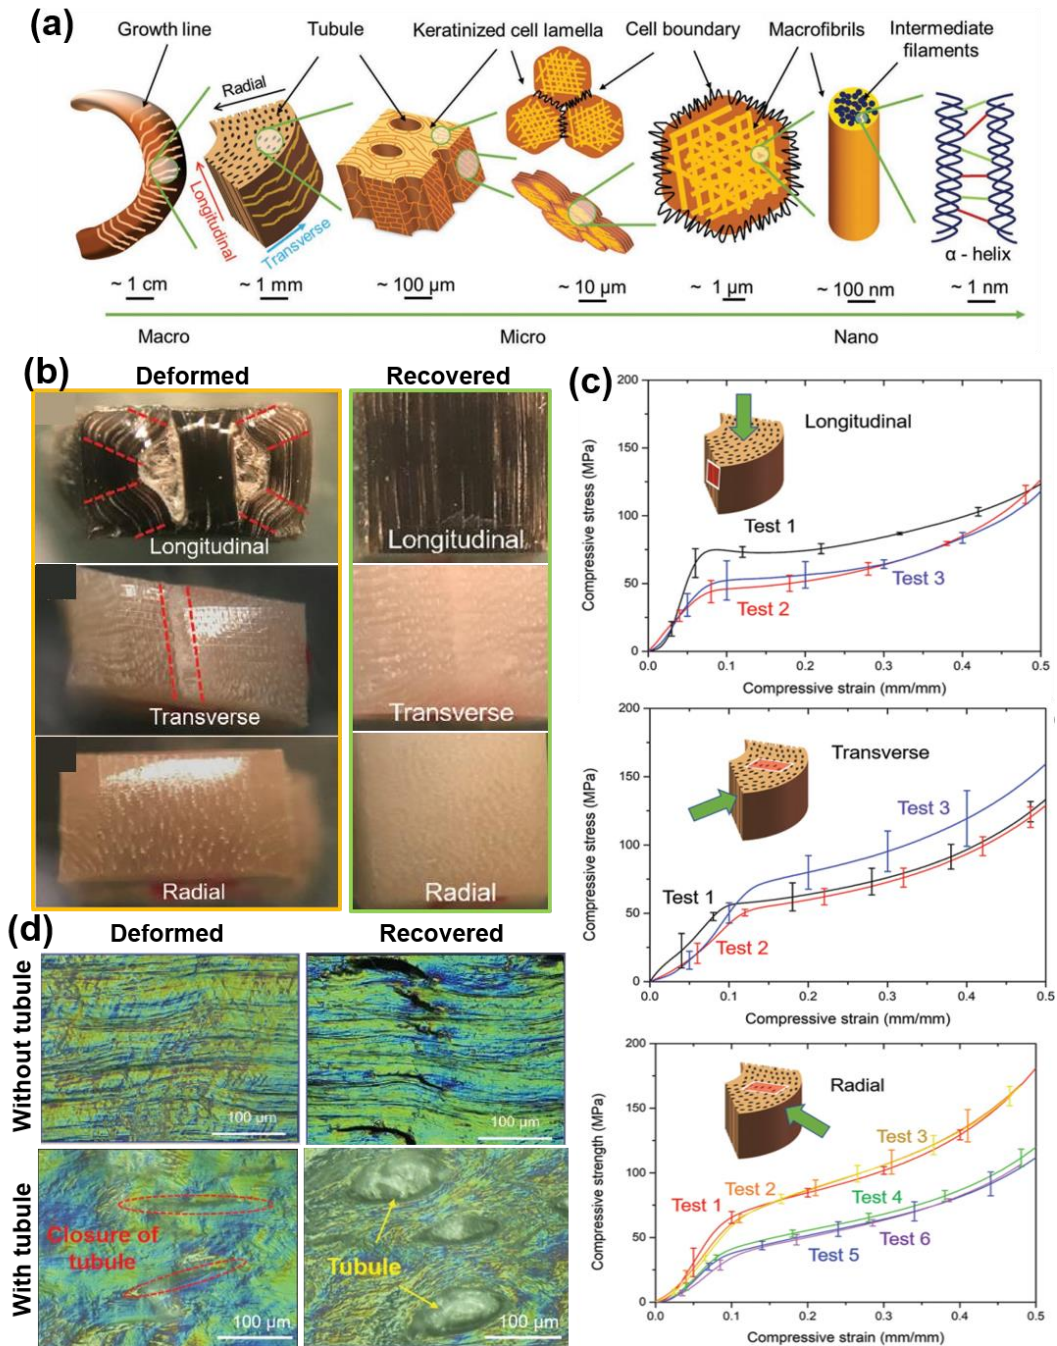 (a)
Growth line
Tubule
Keratinized cell lamella
Cell boundary
Macrofibrils
Intermediate
filaments
Radial
Longitudinal
Transverse
α - helix
~ 1 cm
~ 1 mm
~ 100 μm
~ 10 μm
~ 1 μm
~ 100 nm
~ 1 nm
Macro
Micro
Nano
(b)
Deformed
Recovered
Longitudinal
Longitudinal
Transverse
Transverse
Radial
Radial
(c)
200
150
100
50
0
Compressive stress (MPa)
Longitudinal
Test 1
Test 2
Test 3
0.0
0.1
0.2
0.3
0.4
0.5
Compressive strain (mm/mm)
200
150
100
50
0
Compressive stress (MPa)
Transverse
Test 3
Test 1
Test 2
0.0
0.1
0.2
0.3
0.4
0.5
Compressive strain (mm/mm)
200
150
100
50
0
Compressive strength (MPa)
Radial
Test 3
Test 1
Test 2
Test 4
Test 5
Test 6
0.0
0.1
0.2
0.3
0.4
0.5
Compressive strain (mm/mm)
(d)
Deformed
Recovered
Without tubule
100 μm
100 μm
With tubule
Closure of
tubule
100 μm
Tubule
100 μm